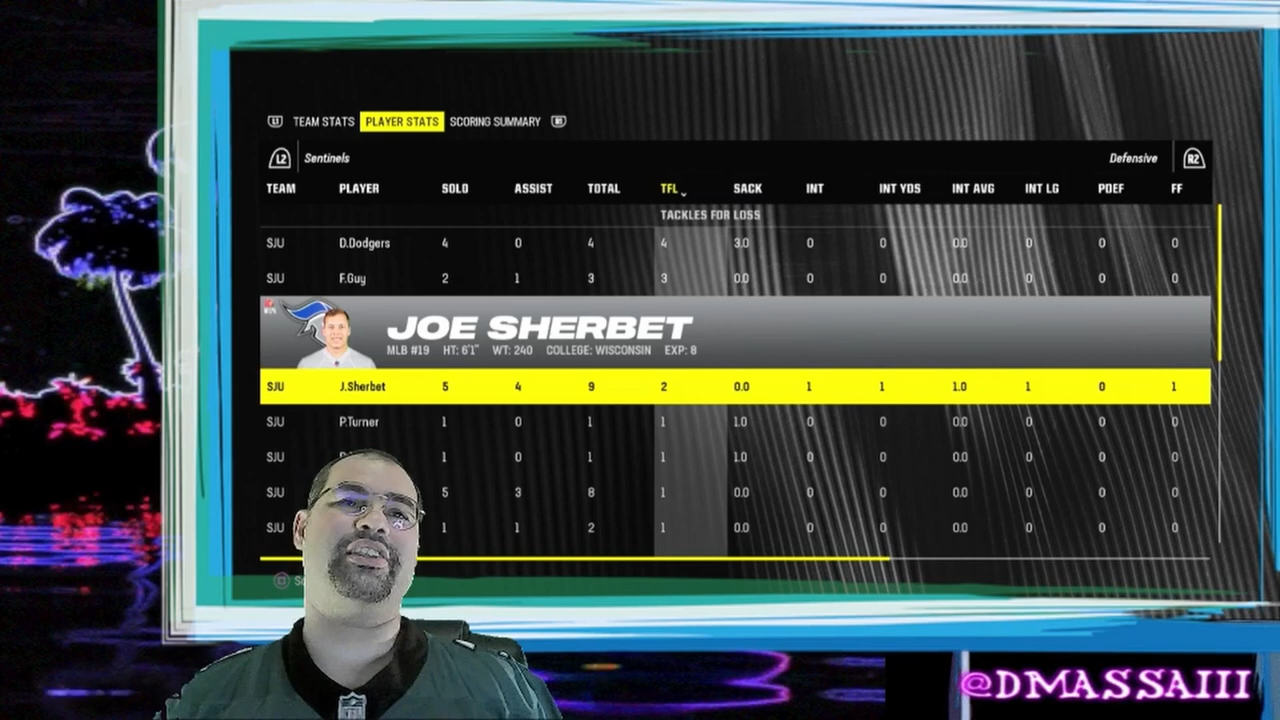 L1 TEAM STATS PLAYER STATS SCORING SUMMARY R1
L2 Sentinels Defensive R2
TEAM PLAYER SOLO ASSIST TOTAL TFL SACK INT INT YDS INT AVG INT LG PDEF FF
TACKLES FOR LOSS
SJU D.Dodgers 4 0 4 4 3.0 0 0 0.0 0 0 0
SJU F.Guy 2 1 3 3 0.0 0 0 0.0 0 0 0
JOE SHERBET
MLB #19 HT: 6'1" WT: 240 COLLEGE: WISCONSIN EXP: 8
SJU J.Sherbet 5 4 9 2 0.0 1 1 1.0 1 0 1
SJU P.Turner 1 0 1 1 1.0 0 0 0.0 0 0 0
SJU 1 0 1 1 1.0 0 0 0.0 0 0 0
SJU 5 3 8 1 0.0 0 0 0.0 0 0 0
SJU 1 1 2 1 0.0 0 0 0.0 0 0 0
NFL
@DMASSAIII